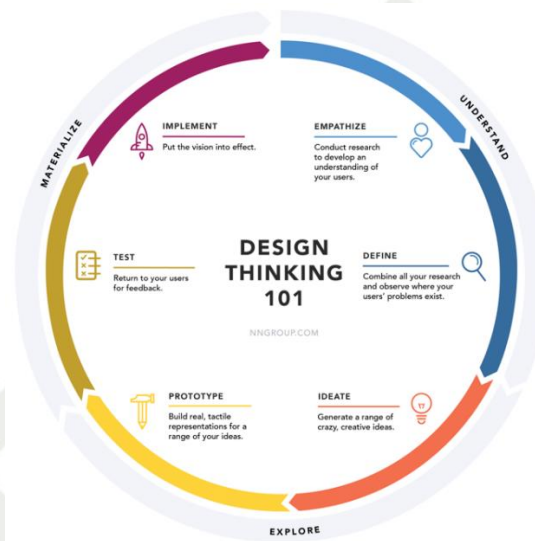 UNDERSTAND
EMPATHIZE
Conduct research
to develop an
understanding of
your users.
DEFINE
Combine all your research
and observe where your
users' problems exist.
EXPLORE
IDEATE
Generate a range of
crazy, creative ideas.
PROTOTYPE
Build real, tactile
representations for a
range of your ideas.
MATERIALIZE
TEST
Return to your users
for feedback.
IMPLEMENT
Put the vision into effect.
DESIGN
THINKING
101
NNGROUP.COM